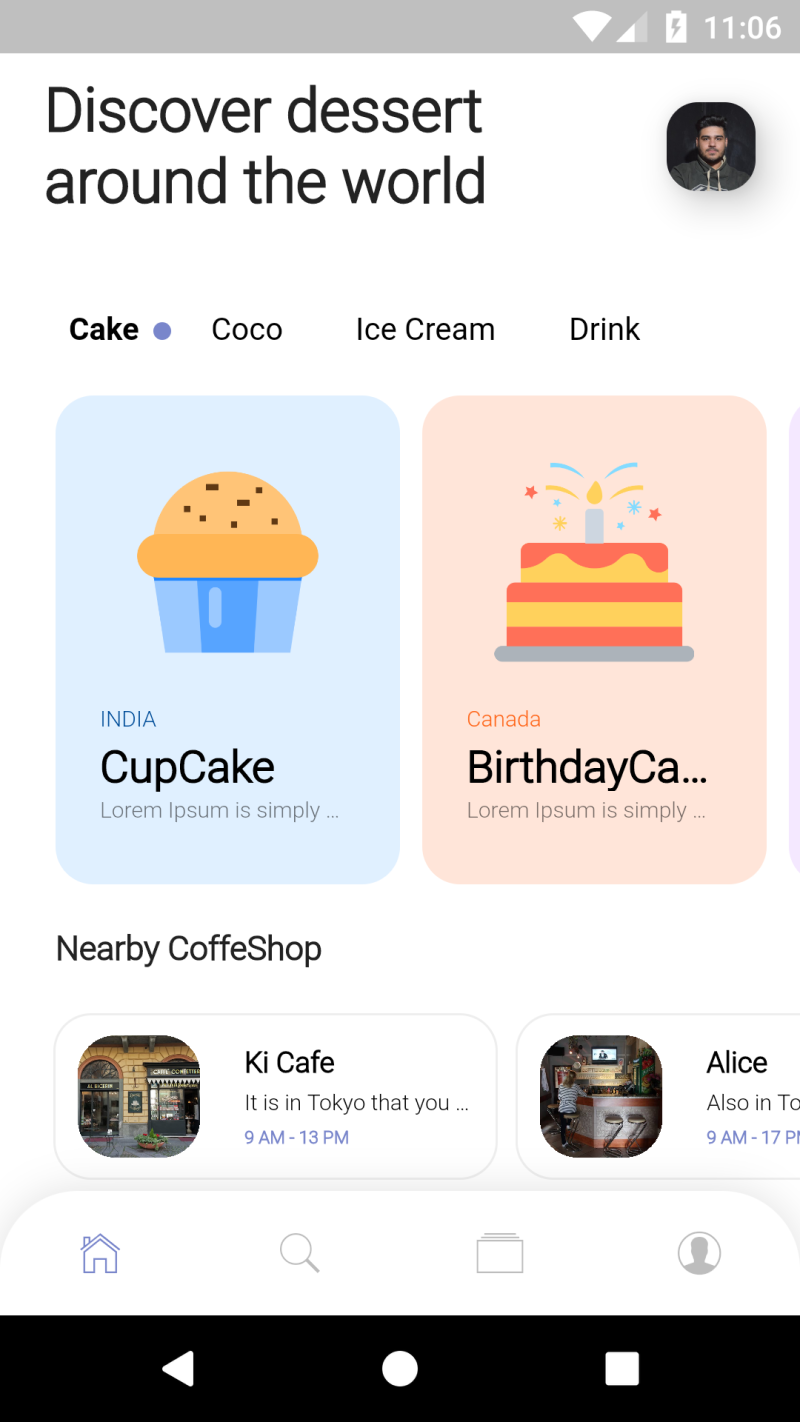 11:06
Discover dessert
around the world
Cake
Coco
Ice Cream
Drink
INDIA
CupCake
Lorem Ipsum is simply ...
Canada
BirthdayCa...
Lorem Ipsum is simply ...
Nearby CoffeShop
Ki Cafe
It is in Tokyo that you ...
9 AM - 13 PM
Alice
Also in To
9 AM - 17 PM